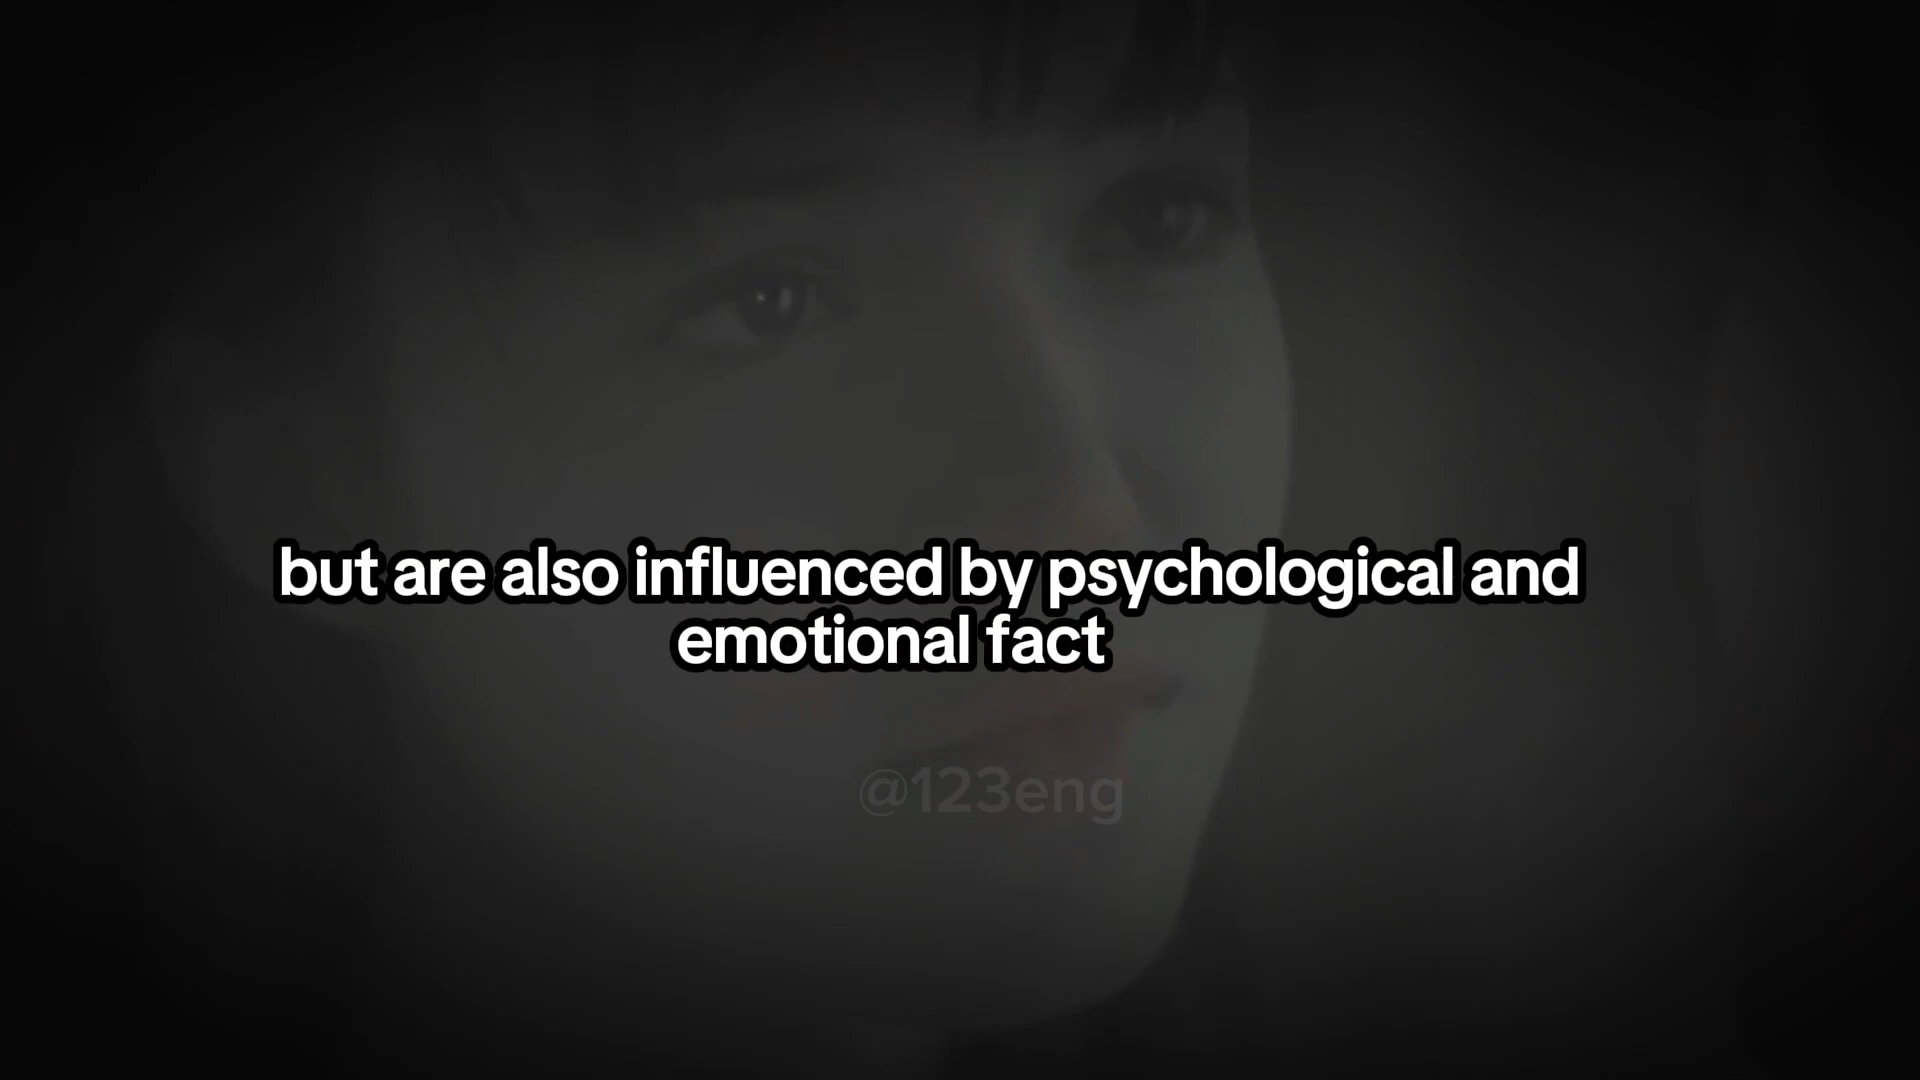 but are also influenced by psychological and
emotional fact
@123eng